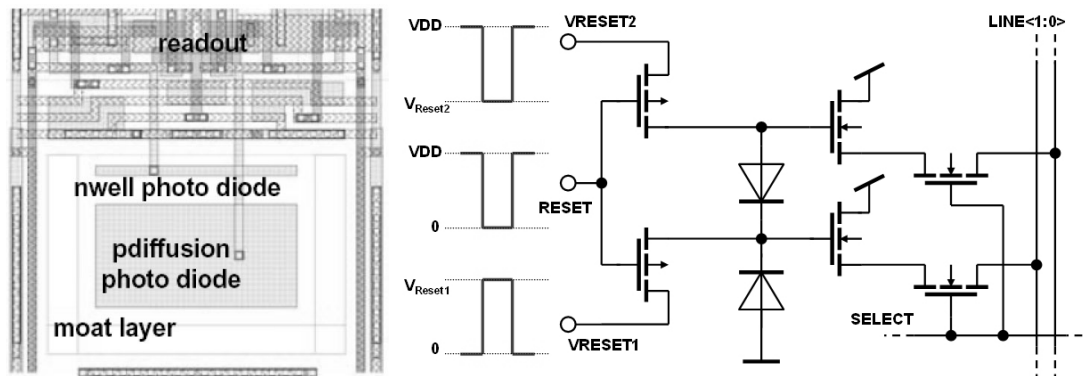 readout
nwell photo diode
pdiffusion
photo diode
moat layer
VDD
VReset2
VDD
0
VReset1
0
VRESET2
RESET
VRESET1
LINE<1:0>
SELECT